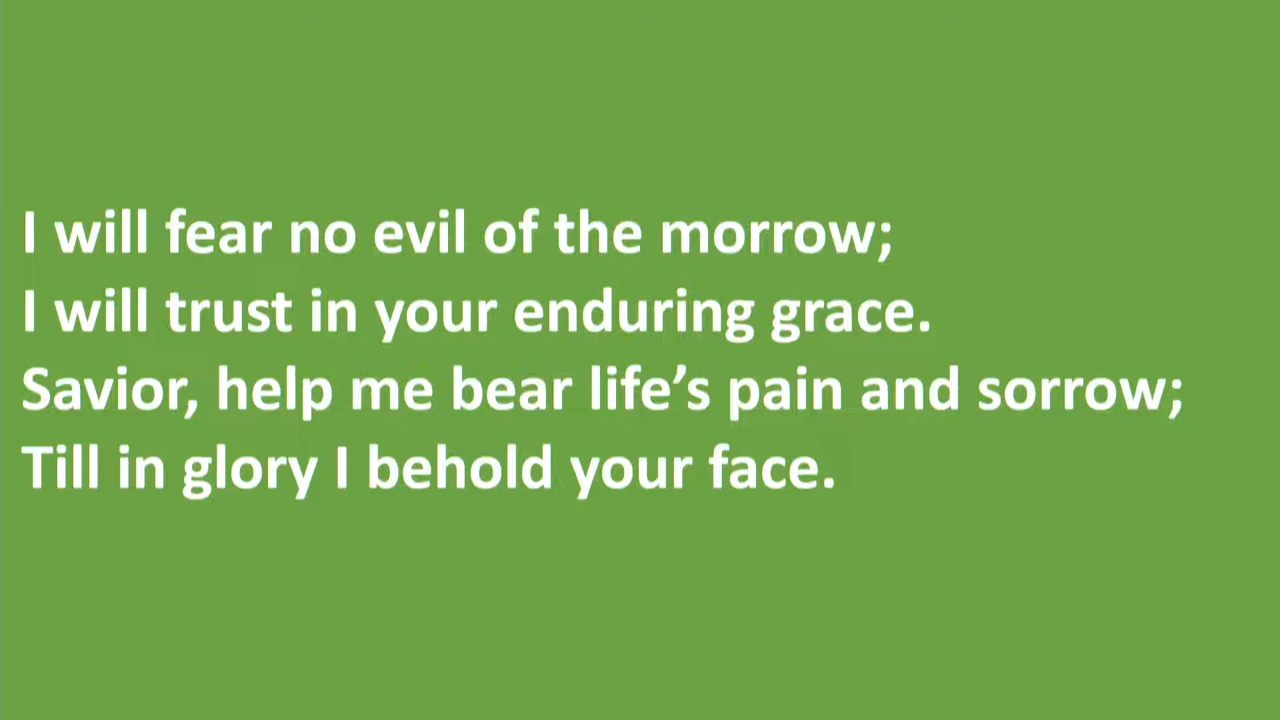 I will fear no evil of the morrow;
I will trust in your enduring grace.
Savior, help me bear life’s pain and sorrow;
Till in glory I behold your face.